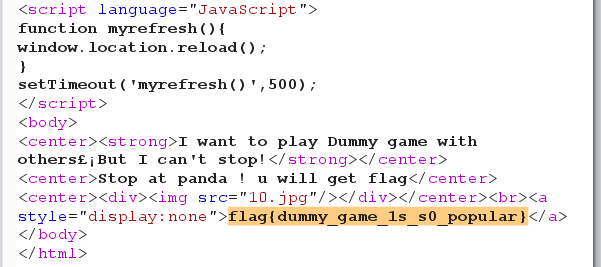 <script language="JavaScript">
function myrefresh(){
window.location.reload();
}
setTimeout('myrefresh()',500);
</script>
<body>
<center><strong>I want to play Dummy game with
others£¡But I can't stop!</strong></center>
<center>Stop at panda ! u will get flag</center>
<center><div><img src="10.jpg"/></div></center><br><a
style="display:none">flag{dummy_game_1s_s0_popular}</a>
</body>
</html>